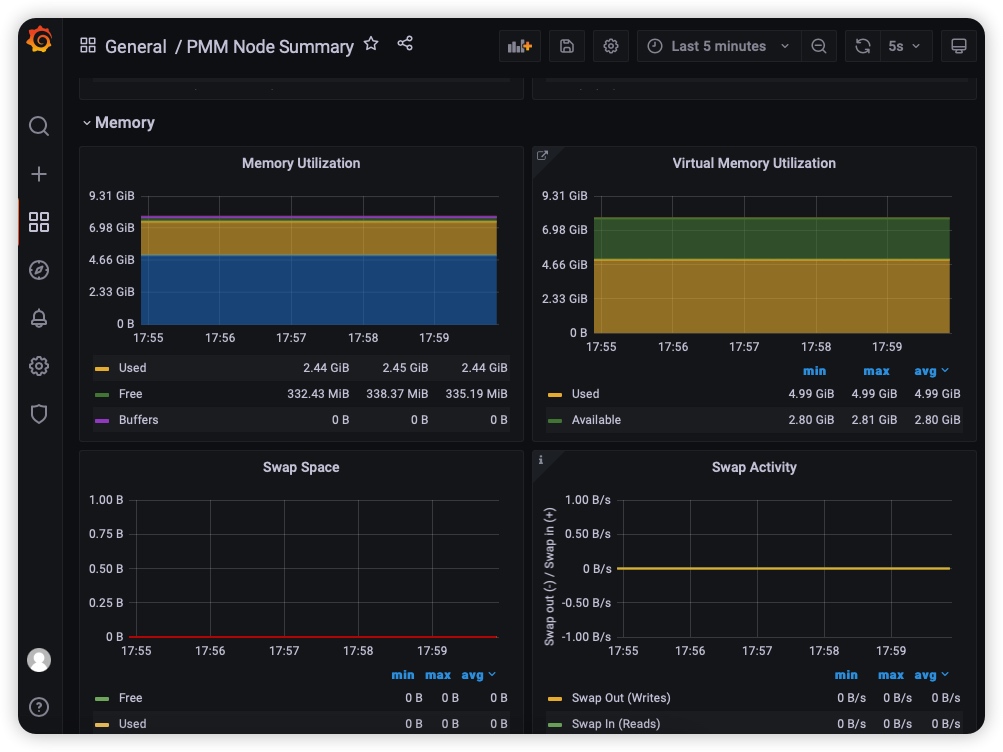 General / PMM Node Summary
Last 5 minutes
5s
Memory
Memory Utilization
9.31 GiB
6.98 GiB
4.66 GiB
2.33 GiB
0 B
17:55 17:56 17:57 17:58 17:59
Used 2.44 GiB 2.45 GiB 2.44 GiB
Free 332.43 MiB 338.37 MiB 335.19 MiB
Buffers 0 B 0 B 0 B
Virtual Memory Utilization
9.31 GiB
6.98 GiB
4.66 GiB
2.33 GiB
0 B
17:55 17:56 17:57 17:58 17:59
min max avg
Used 4.99 GiB 4.99 GiB 4.99 GiB
Available 2.80 GiB 2.81 GiB 2.80 GiB
Swap Space
1.00 B
0.75 B
0.50 B
0.25 B
0 B
17:55 17:56 17:57 17:58 17:59
min max avg
Free 0 B 0 B 0 B
Used 0 B 0 B 0 B
i
Swap Activity
Swap out (-) / Swap in (+)
1.00 B/s
0.50 B/s
0 B/s
-0.50 B/s
-1.00 B/s
17:55 17:56 17:57 17:58 17:59
min max avg
Swap Out (Writes) 0 B/s 0 B/s 0 B/s
Swap In (Reads) 0 B/s 0 B/s 0 B/s